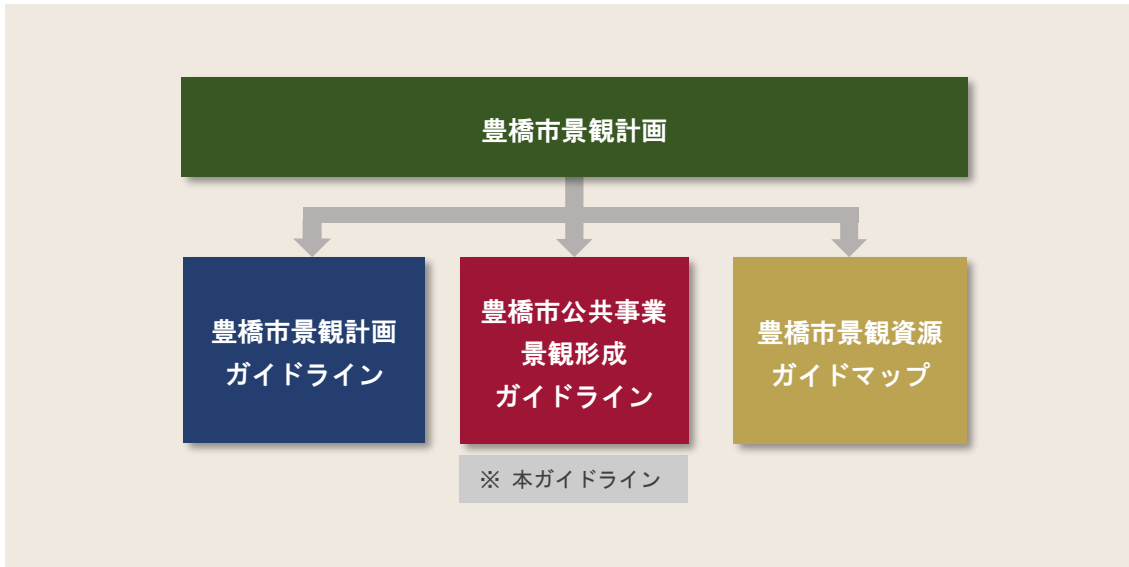 豊橋市景観計画
豊橋市景観計画
ガイドライン
豊橋市公共事業
景観形成
ガイドライン
豊橋市景観資源
ガイドマップ
※ 本ガイドライン